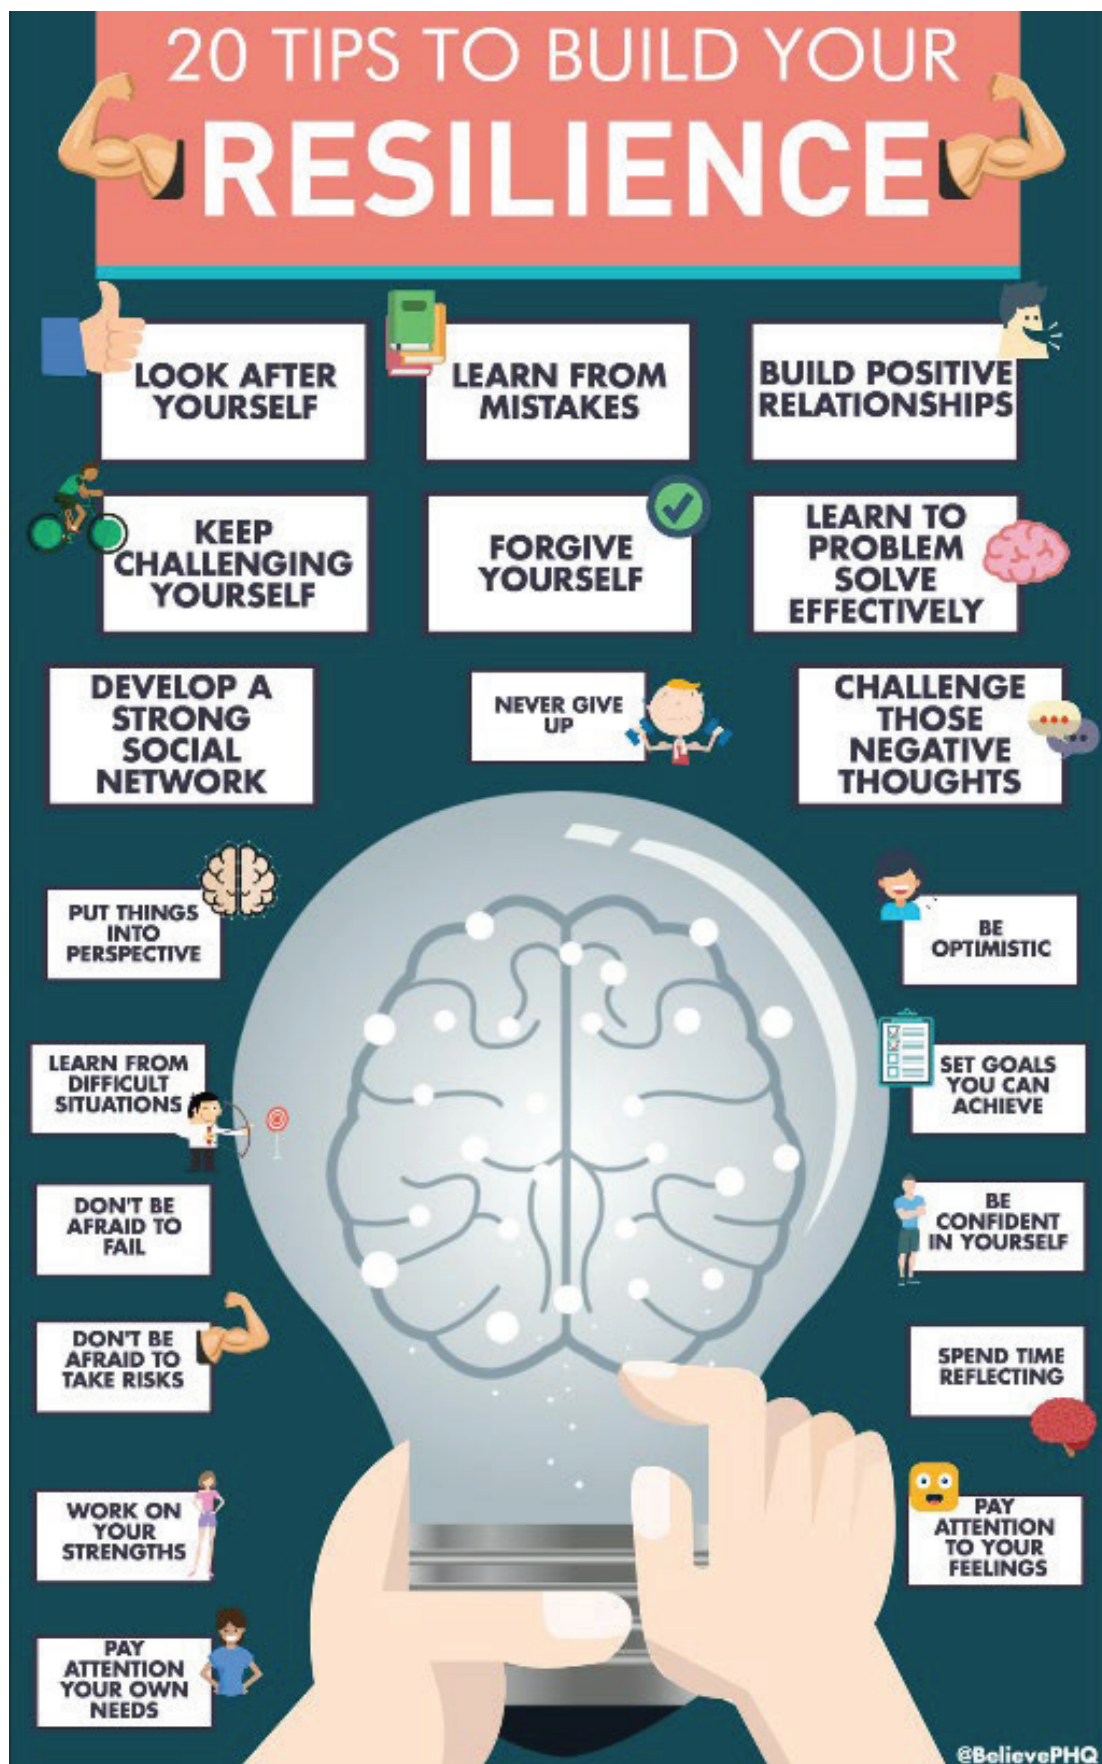 20 TIPS TO BUILD YOUR
RESILIENCE
LOOK AFTER
YOURSELF
LEARN FROM
MISTAKES
BUILD POSITIVE
RELATIONSHIPS
KEEP
CHALLENGING
YOURSELF
FORGIVE
YOURSELF
LEARN TO
PROBLEM
SOLVE
EFFECTIVELY
DEVELOP A
STRONG
SOCIAL
NETWORK
NEVER GIVE
UP
CHALLENGE
THOSE
NEGATIVE
THOUGHTS
PUT THINGS
INTO
PERSPECTIVE
BE
OPTIMISTIC
LEARN FROM
DIFFICULT
SITUATIONS
SET GOALS
YOU CAN
ACHIEVE
DON'T BE
AFRAID TO
FAIL
BE
CONFIDENT
IN YOURSELF
DON'T BE
AFRAID TO
TAKE RISKS
SPEND TIME
REFLECTING
WORK ON
YOUR
STRENGTHS
PAY
ATTENTION
TO YOUR
FEELINGS
PAY
ATTENTION
YOUR OWN
NEEDS
@BelievePHQ